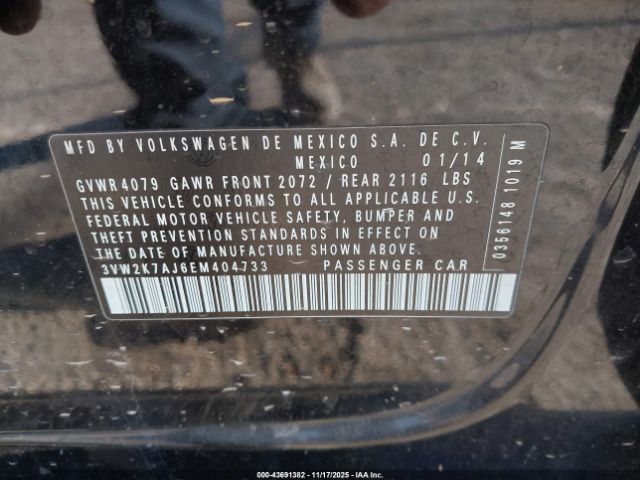 MFD BY VOLKSWAGEN DE MEXICO S.A. DE C.V.
MEXICO 01/14
GVWR 4079 GAWR FRONT 2072 / REAR 2116 LBS
THIS VEHICLE CONFORMS TO ALL APPLICABLE U.S.
FEDERAL MOTOR VEHICLE SAFETY, BUMPER AND
THEFT PREVENTION STANDARDS IN EFFECT ON
THE DATE OF MANUFACTURE SHOWN ABOVE.
3VW2K7AJ6EM404733 PASSENGER CAR
0356148 1019 M
000-43691382 - 11/17/2025 - IAA Inc.